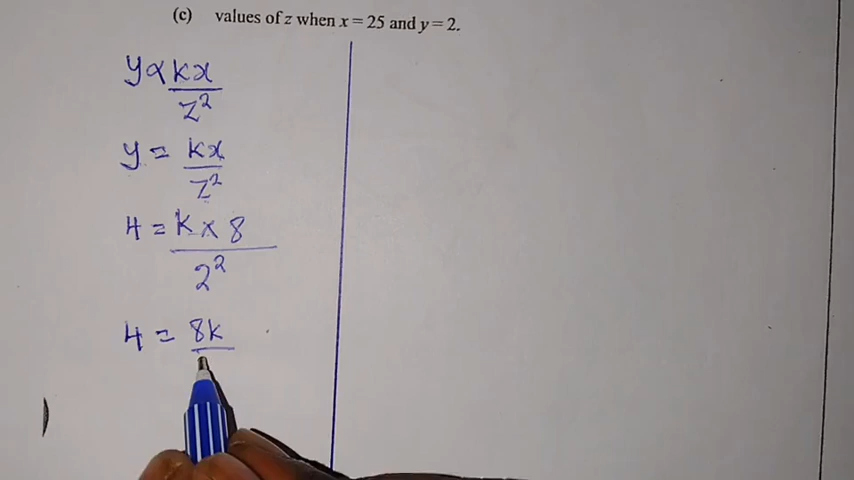 (c) values of z when x = 25 and y = 2.
y ∝ kx/z²
y = kx/z²
4 = k × 8/2²
4 = 8k